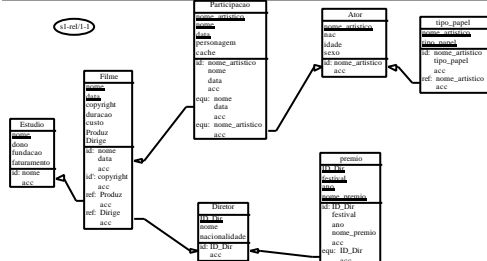 s1-rel/1-1
Participacao
nome_artistico
nome
data
personagem
cache
id: nome_artistico
nome
data
acc
equ: nome
data
acc
equ: nome_artistico
acc
Ator
nome_artistico
nac
idade
sexo
id: nome_artistico
acc
tipo_papel
nome_artistico
tipo_papel
id: nome_artistico
tipo_papel
acc
ref: nome_artistico
acc
Filme
nome
data
copyright
duracao
custo
Produz
Dirige
id: nome
data
acc
id': copyright
acc
ref: Produz
acc
ref: Dirige
acc
Estudio
nome
dono
fundacao
faturamento
id: nome
acc
Diretor
ID_Dir
nome
nacionalidade
id: ID_Dir
acc
premio
ID_Dir
festival
ano
nome_premio
id: ID_Dir
festival
ano
nome_premio
acc
equ: ID_Dir
acc